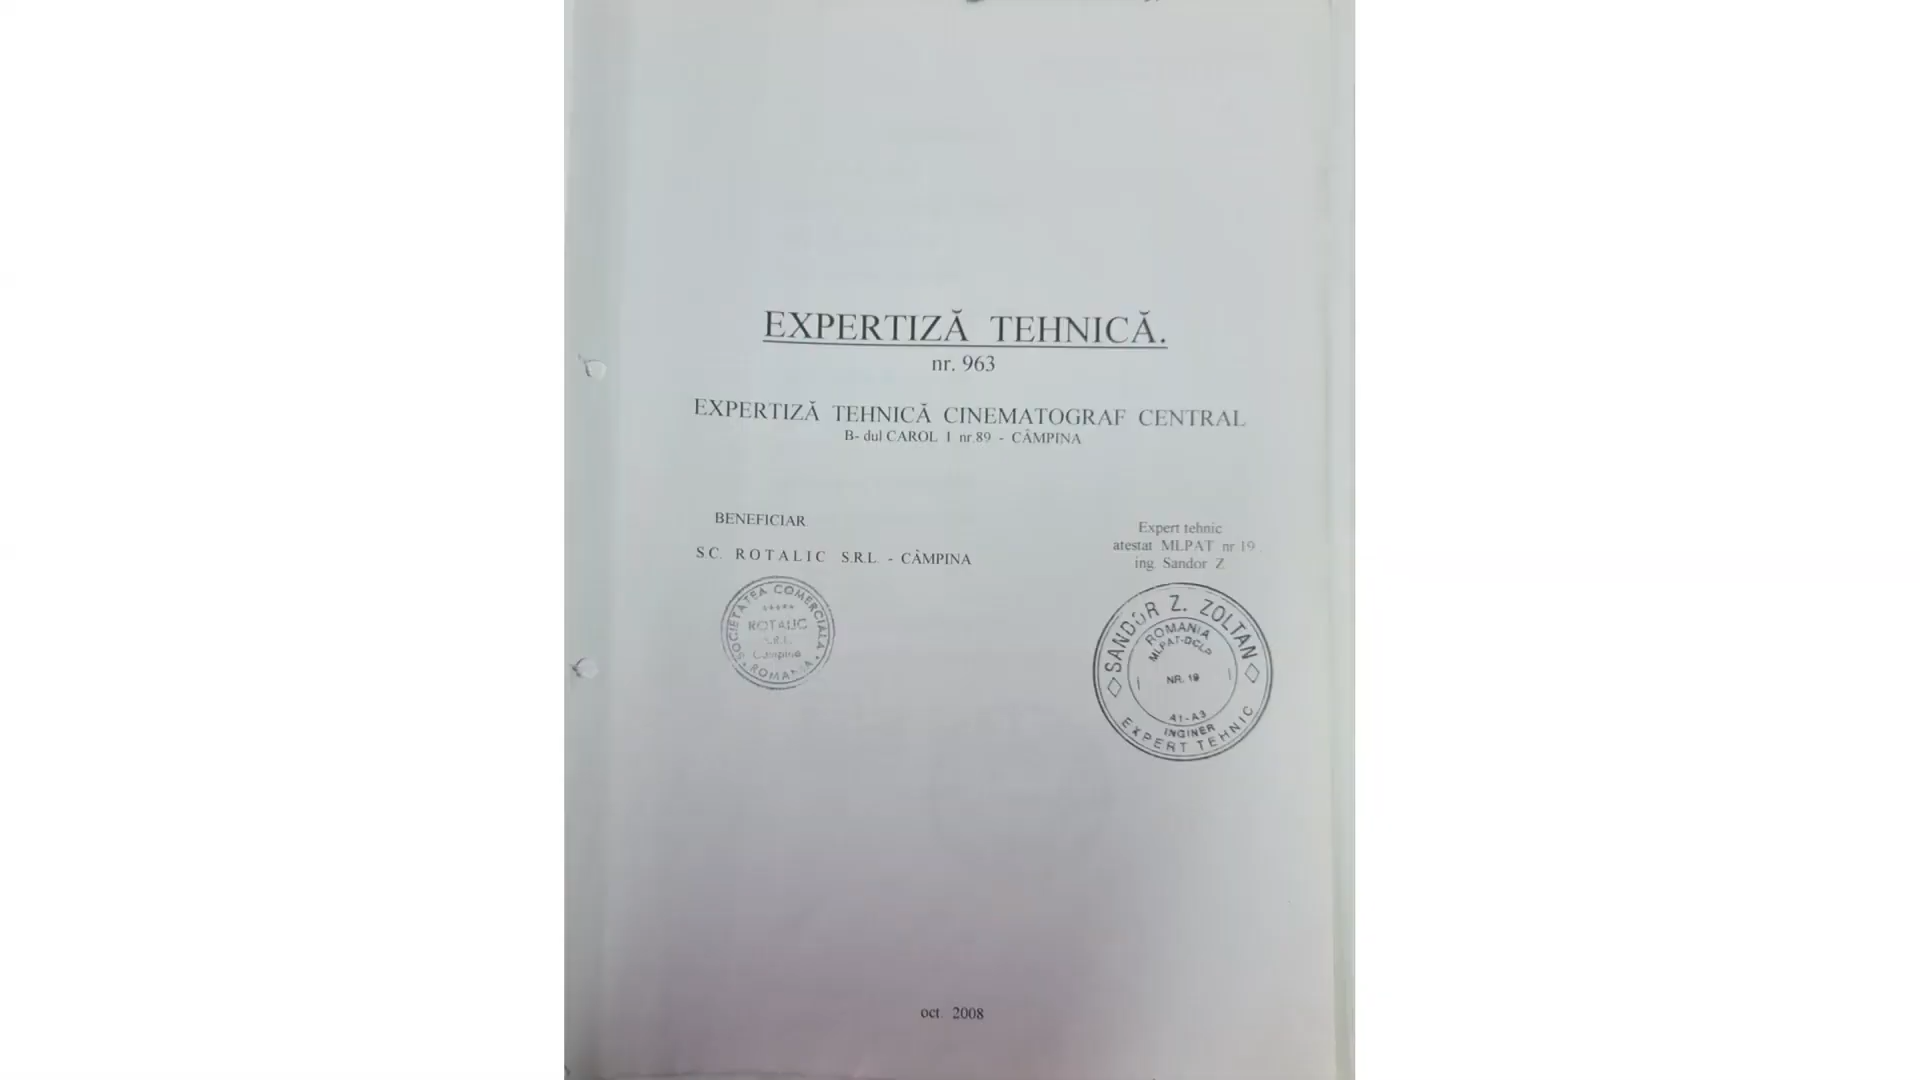 EXPERTIZĂ TEHNICĂ.
nr. 963
EXPERTIZĂ TEHNICĂ CINEMATOGRAF CENTRAL
B- dul CAROL I nr.89 - CÂMPINA
BENEFICIAR
S.C. ROTALIC S.R.L. - CÂMPINA
Expert tehnic
atestat MLPAT nr 19
ing. Sandor Z
SOCIETATEA COMERCIALA
ROTALIC
S.R.L.
Câmpina
ROMANIA
SANDOR Z. ZOLTAN
ROMANIA
MLPAT-DCLP
NR. 19
A1-A3
INGINER
EXPERT TEHNIC
oct. 2008